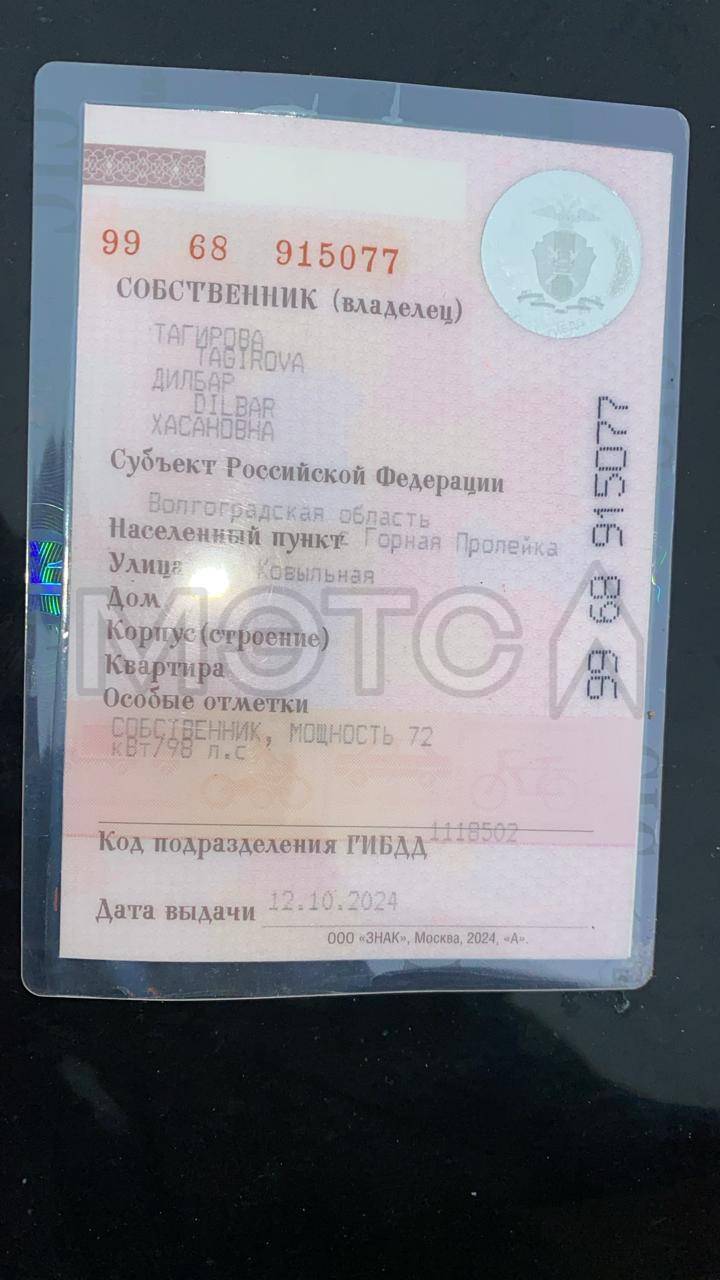 99 68 915077
СОБСТВЕННИК (владелец)
ТАГИРОВА
TAGIROVA
ДИЛБАР
DILBAR
ХАСАНОВНА
Субъект Российской Федерации
Волгоградская область
Населенный пункт с Горная Пролейка
Улица Ковыльная
Дом
Корпус (строение)
Квартира
Особые отметки
СОБСТВЕННИК, МОЩНОСТЬ 72
кВт/98 л.с
Код подразделения ГИБДД 1118502
Дата выдачи 12.10.2024
ООО «ЗНАК», Москва, 2024, «А».
99 68 915077
МЭТС